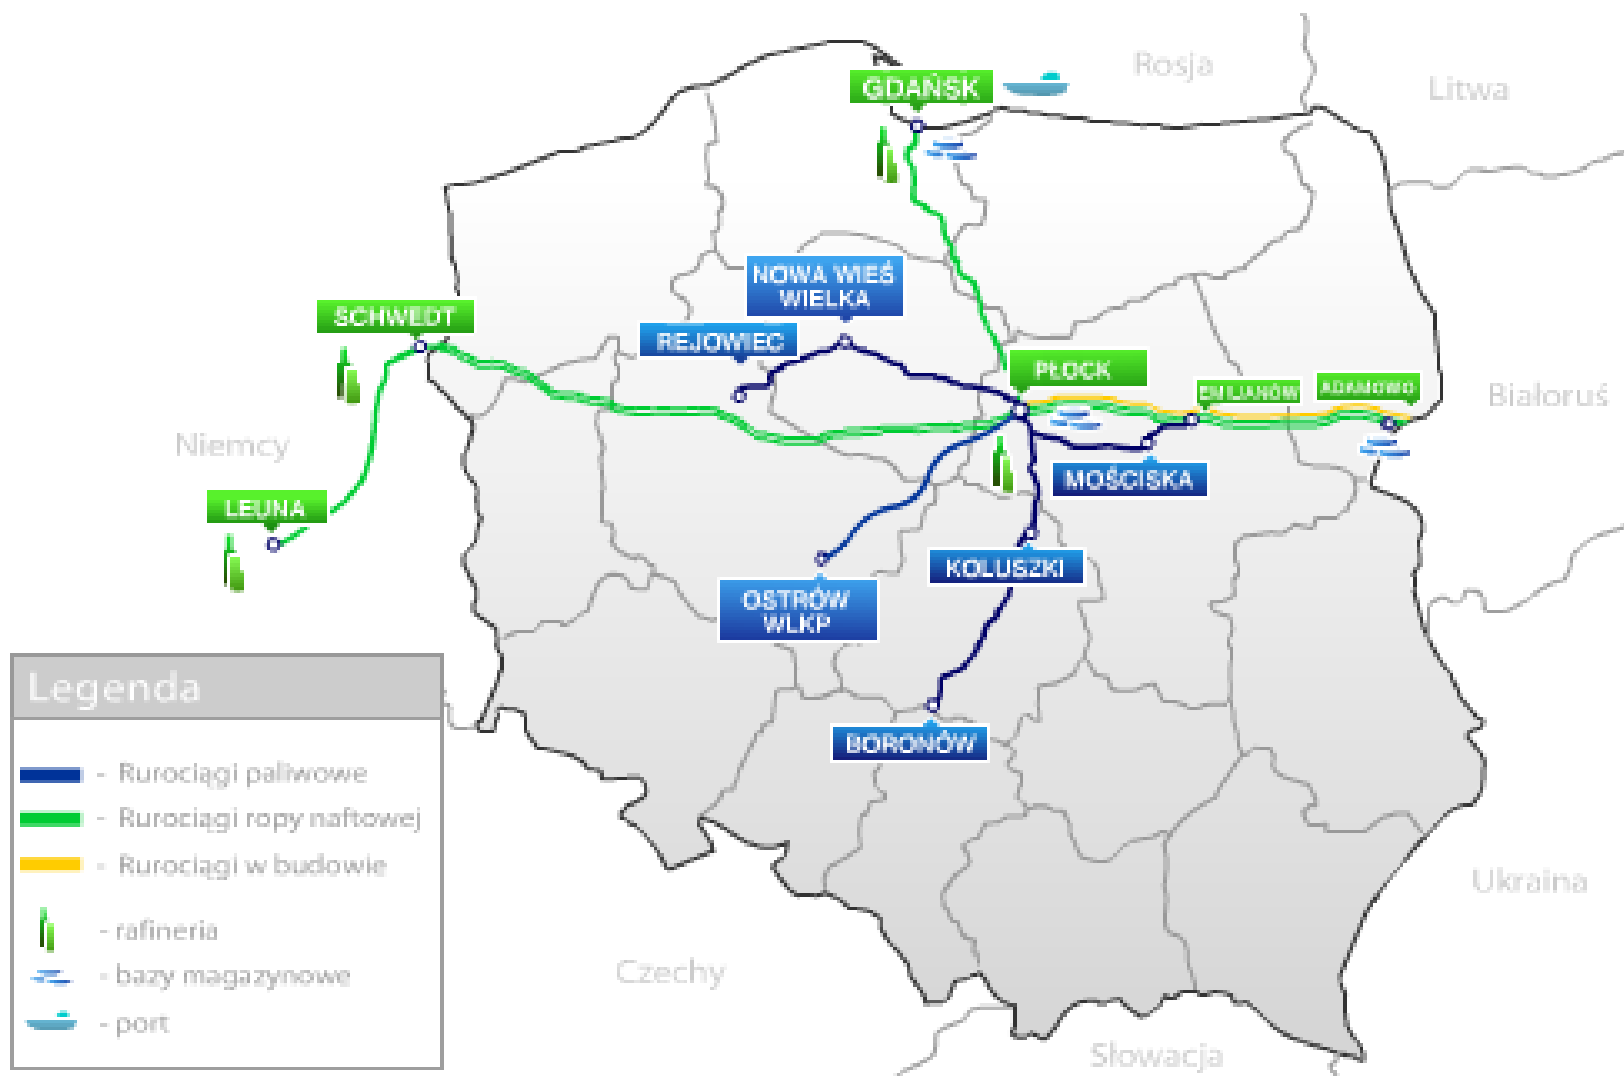 Rosja
Litwa
GDAŃSK
NOWA WIEŚ
WIELKA
SCHWEDT
REJOWIEC
PŁOCK
EMILIANÓW
ADAMOWO
Białoruś
Niemcy
MOŚCISKA
LEUNA
KOLUSZKI
OSTRÓW
WLKP
BORONÓW
Legenda
- Rurociągi paliwowe
- Rurociągi ropy naftowej
- Rurociągi w budowie
- rafineria
- bazy magazynowe
- port
Ukraina
Czechy
Słowacja